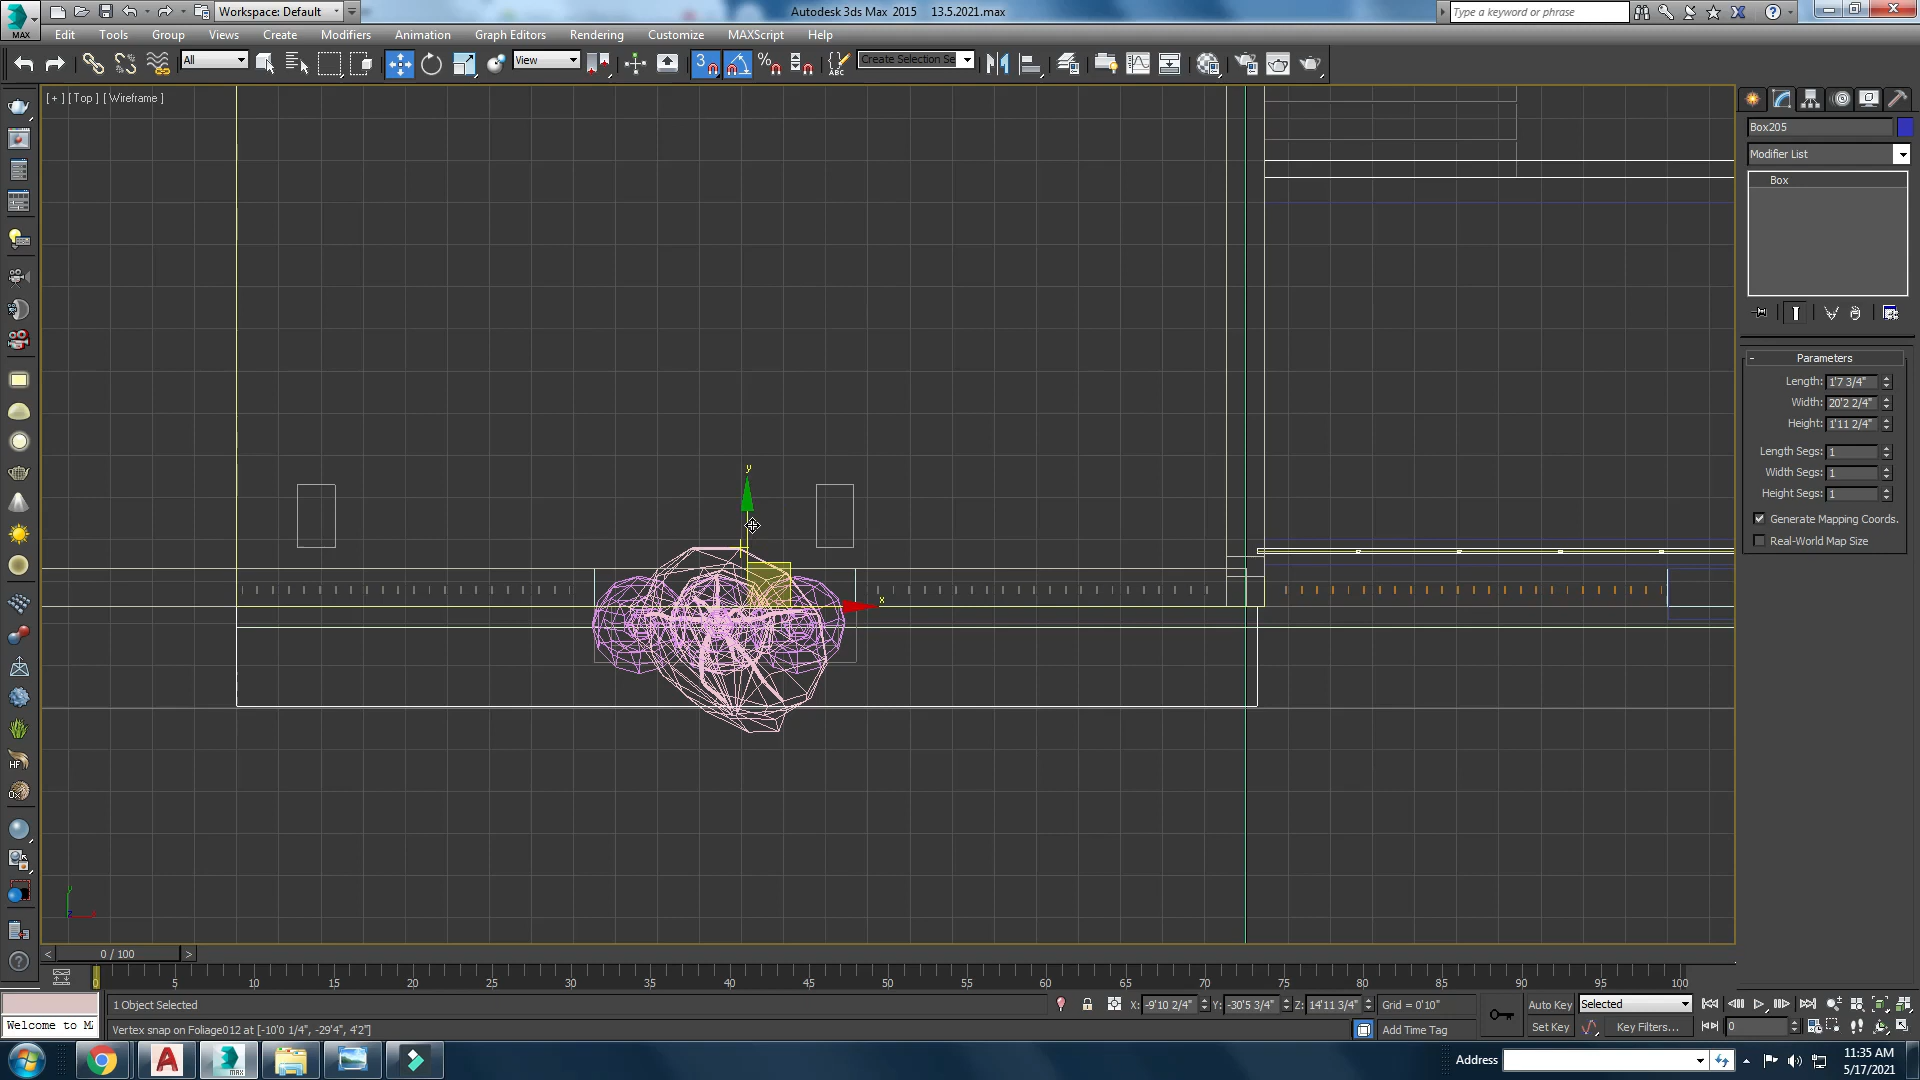 MAX
Workspace: Default
Autodesk 3ds Max 2015 13.5.2021.max
Type a keyword or phrase
Edit Tools Group Views Create Modifiers Animation Graph Editors Rendering Customize MAXScript Help
All
View
3
ABC
Create Selection Se
[ + ] [ Top ] [ Wireframe ]
Box205
Modifier List
Box
Parameters
Length: 1'7 3/4"
Width: 20'2 2/4"
Height: 1'11 2/4"
Length Segs: 1
Width Segs: 1
Height Segs: 1
Generate Mapping Coords.
Real-World Map Size
y
x
HF
0 / 100
0 5 10 15 20 25 30 35 40 45 50 55 60 65 70 75 80 85 90 95 100
1 Object Selected
X: -9'10 2/4" Y: -30'5 3/4" Z: 14'11 3/4" Grid = 0'10"
Auto Key Selected
Welcome to M
Vertex snap on Foliage012 at [-10'0 1/4", -29'4", 4'2"]
Add Time Tag
Set Key Key Filters... 0
Address
11:35 AM
5/17/2021